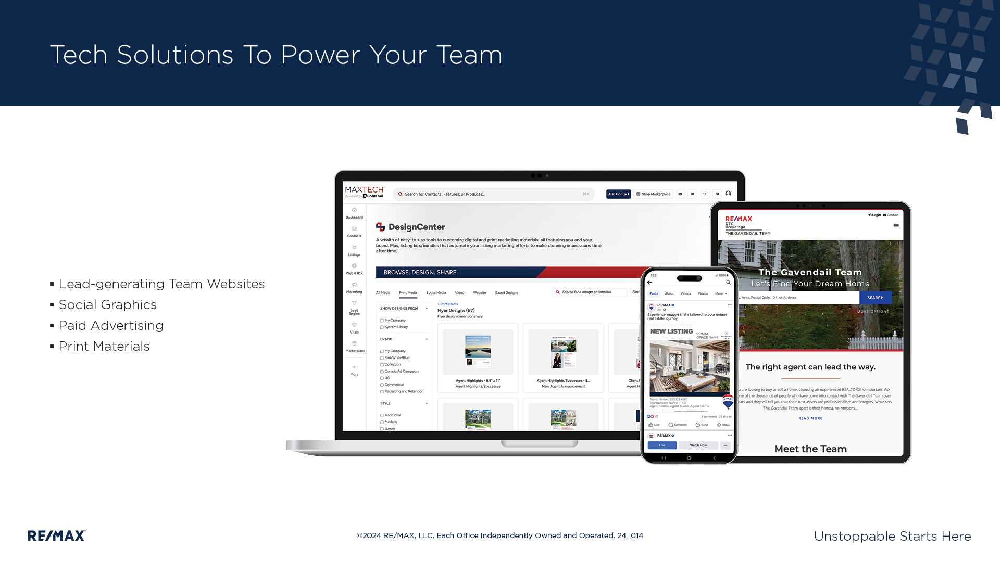 Tech Solutions To Power Your Team
▪ Lead-generating Team Websites
▪ Social Graphics
▪ Paid Advertising
▪ Print Materials
MAXTECH
powered by BoldTrail
Search for Contacts, Features, or Products...
⌘K
Add Contact
Shop Marketplace
Dashboard
Contacts
Listings
Web & IDX
Marketing
Lead
Engine
Vitals
Marketplace
More
DesignCenter
A wealth of easy-to-use tools to customize digital and print marketing materials, all featuring you and your
brand. Plus, listing kits/bundles that automate your listing marketing efforts to make stunning impressions time
after time.
BROWSE. DESIGN. SHARE.
All Media Print Media Social Media Video Website Saved Designs
Search for a design or template
Find
SHOW DESIGNS FROM
My Company
System Library
BRAND
My Company
Red/White/Blue
Collection
Canada Ad Campaign
US
Commercial
Recruiting and Retention
STYLE
Traditional
Modern
Luxury
‹ Print Media
Flyer Designs (87)
Flyer design dimensions vary
Agent Highlights - 8.5" x 11"
Agent Highlights/Successes
Agent Highlights/Successes - 8...
New Agent Announcement
Client
Agent H
1:22
89%
Posts About Videos Photos More
RE/MAX
2d
Experience support that's tailored to your unique
real estate journey.
NEW LISTING
RE/MAX
OFFICE NAME
GAVENDAIL
TEAM
Team Name | 555.123.4567
TeamLeader Name | Title
Agent Name, Agent Name, Agent Name
RE/MAX
22
3 comments 21 shares
Like Comment Send Share
RE/MAX
Like
Watch Now
RE/MAX
DTC
Brokerage
THE GAVENDAIL TEAM
Login Contact
The Gavendail Team
Let's Find Your Dream Home
y, Area, Postal Code, ID#, or Address
SEARCH
MORE OPTIONS
The right agent can lead the way.
u are looking to buy or sell a home, choosing an experienced REALTOR® is important. Ask
one of the thousands of people who have come into contact with The Gavendail Team over
ears and they will tell you that their best assets are professionalism and integrity. What sets
The Gavendail Team apart is their honest, no-nonsens...
READ MORE
Meet the Team
RE/MAX
©2024 RE/MAX, LLC. Each Office Independently Owned and Operated. 24_014
Unstoppable Starts Here